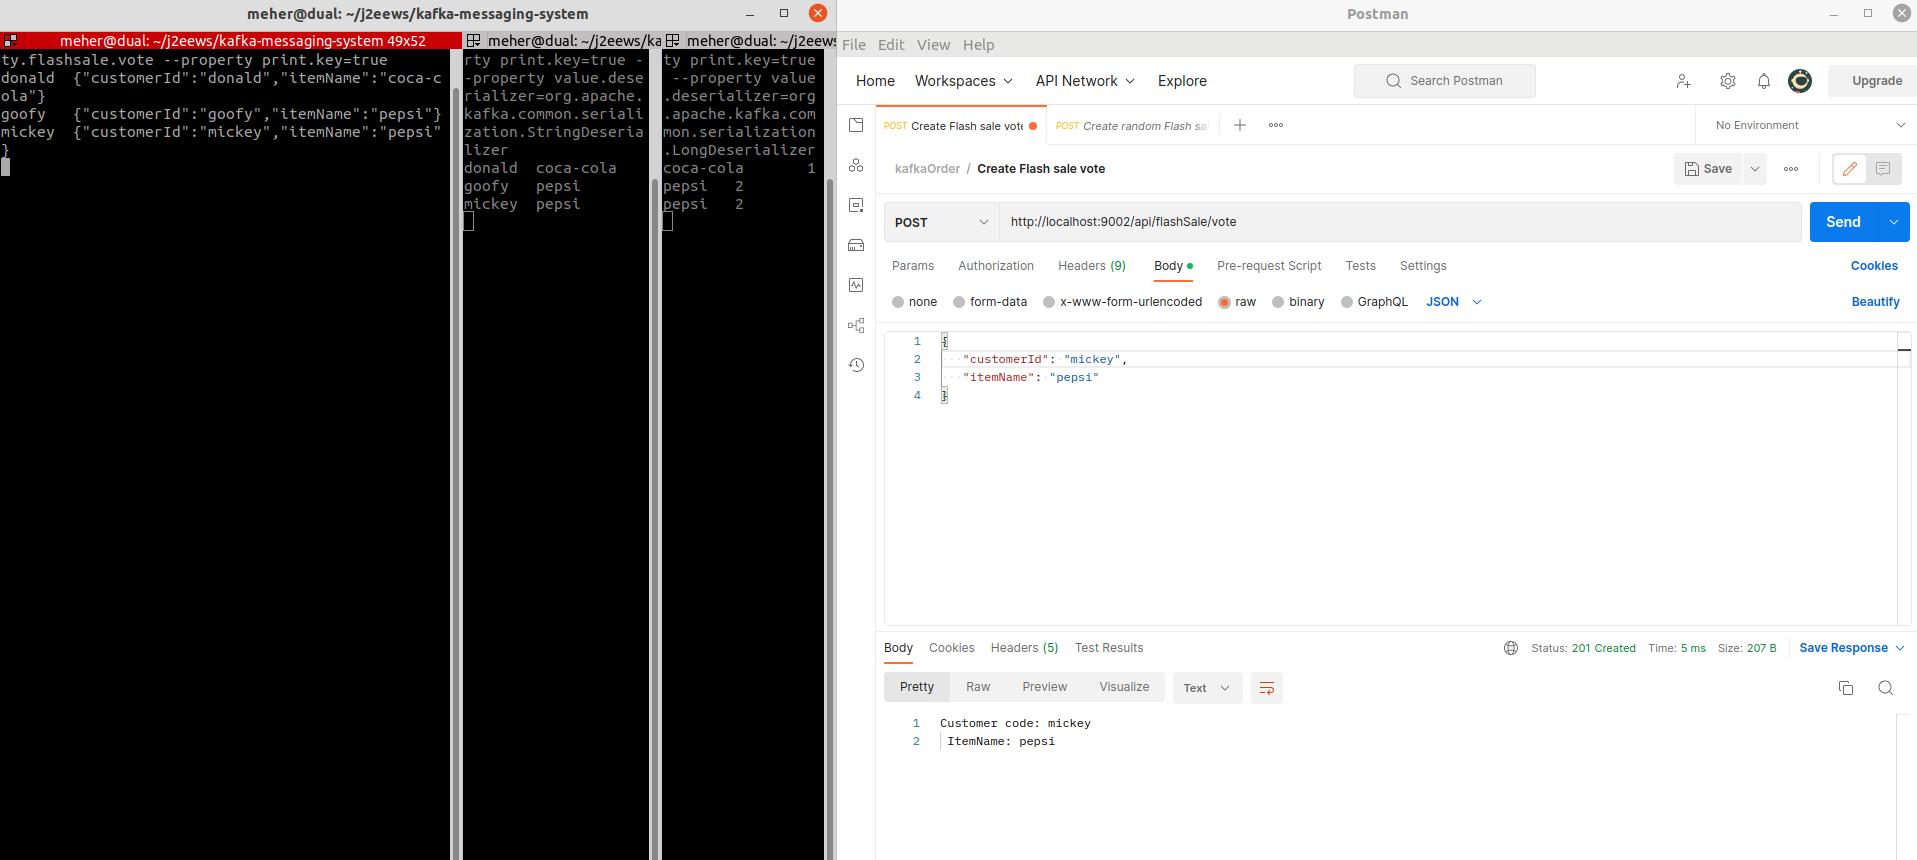 meher@dual: ~/j2eews/kafka-messaging-system
meher@dual: ~/j2eews/kafka-messaging-system 49x52
ty.flashsale.vote --property print.key=true
donald {"customerId":"donald","itemName":"coca-c
ola"}
goofy {"customerId":"goofy","itemName":"pepsi"}
mickey {"customerId":"mickey","itemName":"pepsi"
}
meher@dual: ~/j2eews/ka
rty print.key=true -
-property value.dese
rializer=org.apache.
kafka.common.seriali
zation.StringDeseria
lizer
donald coca-cola
goofy pepsi
mickey pepsi
meher@dual: ~/j2eews
ty print.key=true
--property value
.deserializer=org
.apache.kafka.com
mon.serialization
.LongDeserializer
coca-cola 1
pepsi 2
pepsi 2
Postman
File Edit View Help
Home Workspaces API Network Explore Search Postman Upgrade
POST Create Flash sale vote POST Create random Flash sa No Environment
kafkaOrder / Create Flash sale vote Save
POST http://localhost:9002/api/flashSale/vote Send
Params Authorization Headers (9) Body Pre-request Script Tests Settings Cookies
none form-data x-www-form-urlencoded raw binary GraphQL JSON Beautify
1 {
2 "customerId": "mickey",
3 "itemName": "pepsi"
4 }
Body Cookies Headers (5) Test Results Status: 201 Created Time: 5 ms Size: 207 B Save Response
Pretty Raw Preview Visualize Text
1 Customer code: mickey
2 ItemName: pepsi